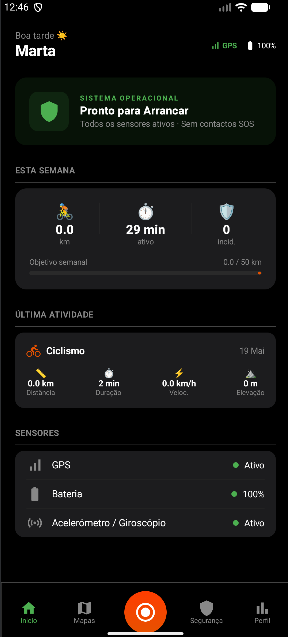 12:46
Boa tarde ☀️
Marta
GPS 100%
SISTEMA OPERACIONAL
Pronto para Arrancar
Todos os sensores ativos · Sem contactos SOS
ESTA SEMANA
0.0 29 min 0
km ativo incid.
Objetivo semanal 0.0 / 50 km
ÚLTIMA ATIVIDADE
Ciclismo 19 Mai
0.0 km 2 min 0.0 km/h 0 m
Distância Duração Veloc. Elevação
SENSORES
GPS Ativo
Bateria 100%
Acelerómetro / Giroscópio Ativo
Início Mapas Segurança Perfil